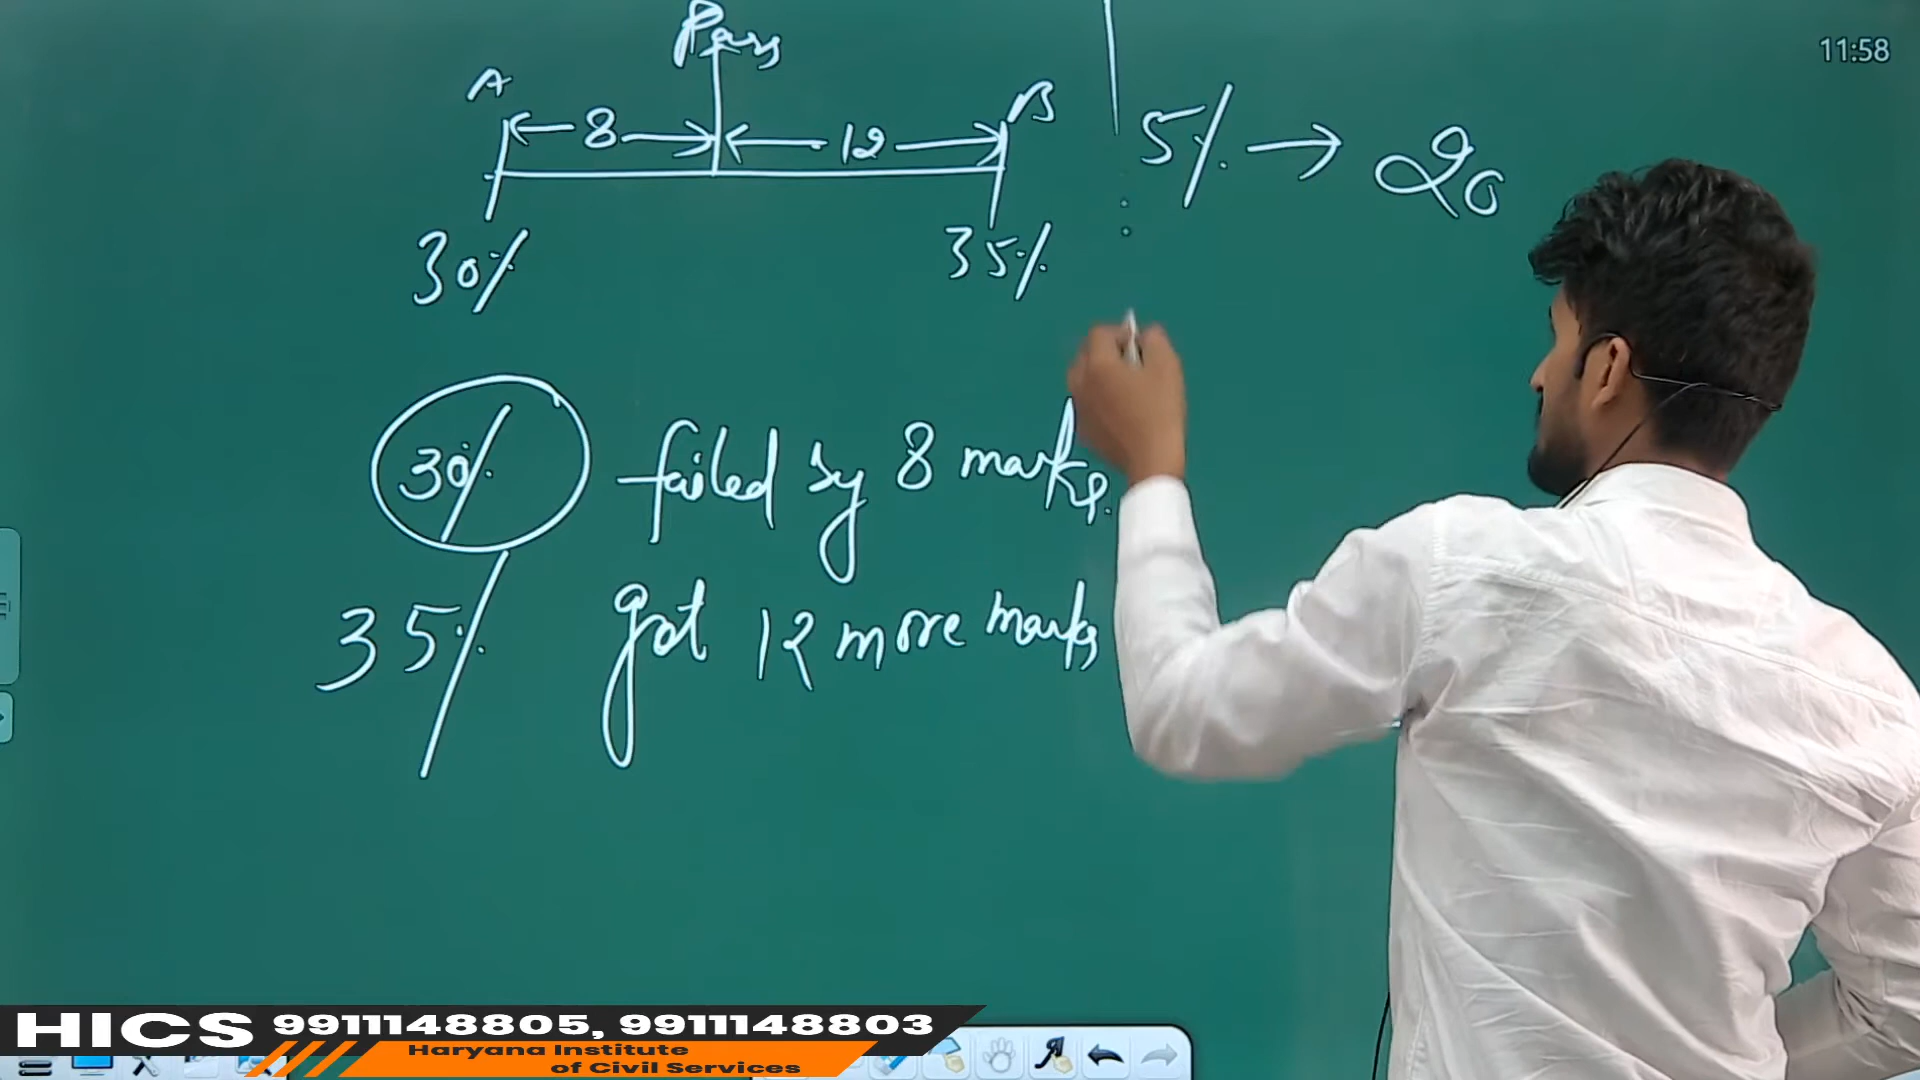 Pass
11:58
A
B
8
12
5% → 20
30%
35%
30% failed by 8 marks.
35% got 12 more marks
HICS 9911148805, 9911148803
Haryana Institute
of Civil Services